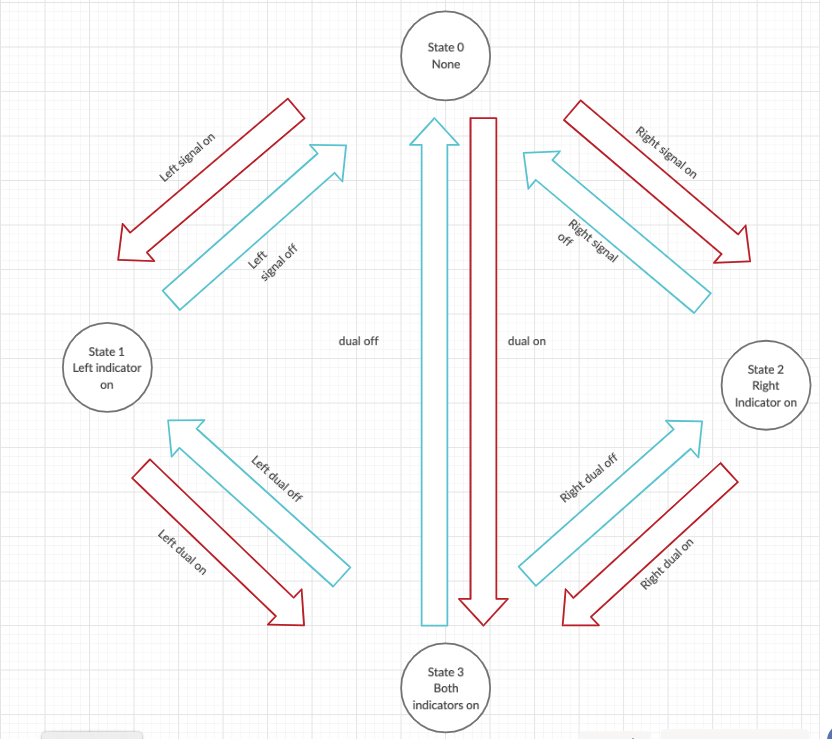 State 0
None
Left signal on
Right signal on
Left
signal off
Right signal
off
dual off
dual on
State 1
Left indicator
on
State 2
Right
Indicator on
Left dual off
Right dual off
Left dual on
Right dual on
State 3
Both
indicators on